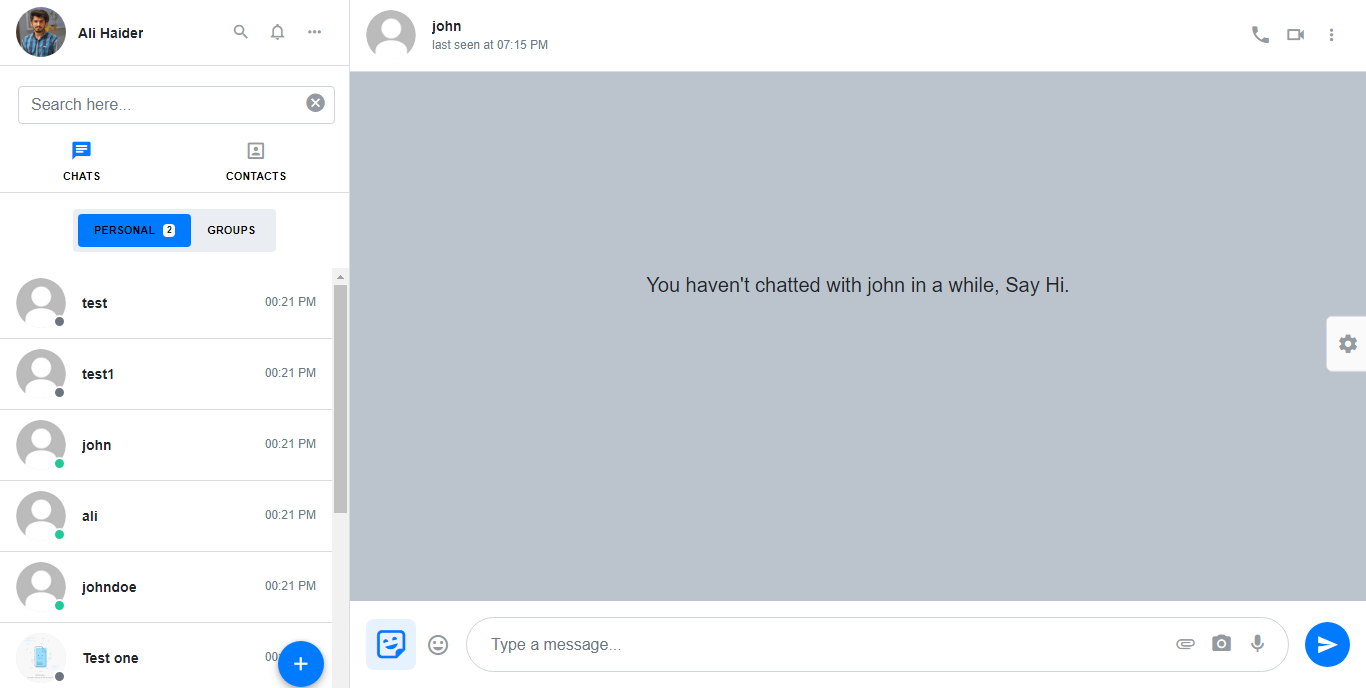 Ali Haider
Search here...
CHATS
CONTACTS
PERSONAL 2
GROUPS
test
00:21 PM
test1
00:21 PM
john
00:21 PM
ali
00:21 PM
johndoe
00:21 PM
Test one
00:
john
last seen at 07:15 PM
You haven't chatted with john in a while, Say Hi.
Type a message...